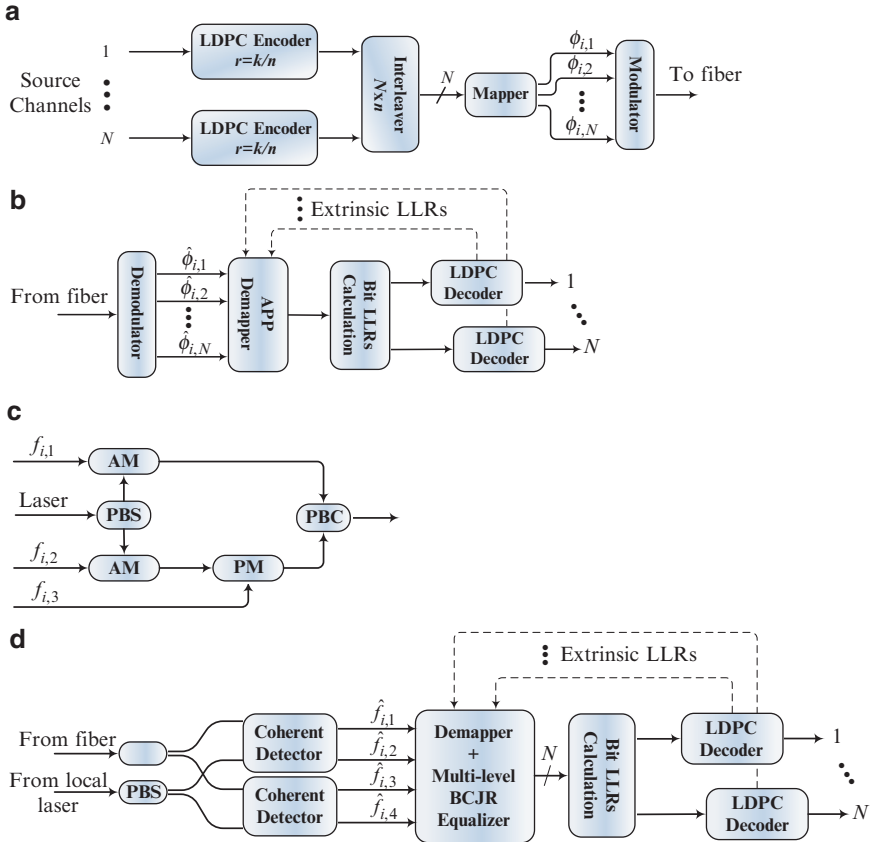 a
1
LDPC Encoder
r=k/n
Source
Channels
N
LDPC Encoder
r=k/n
Interleaver
N×n
N
Mapper
ϕi,1
ϕi,2
ϕi,N
Modulator
To fiber
b
Extrinsic LLRs
From fiber
Demodulator
ϕ̂i,1
ϕ̂i,2
ϕ̂i,N
APP
Demapper
Bit LLRs
Calculation
LDPC
Decoder
1
LDPC
Decoder
N
c
fi,1
AM
Laser
PBS
PBC
fi,2
AM
PM
fi,3
d
Extrinsic LLRs
From fiber
From local
laser
PBS
Coherent
Detector
Coherent
Detector
f̂i,1
f̂i,2
f̂i,3
f̂i,4
Demapper
+
Multi-level
BCJR
Equalizer
N
Bit LLRs
Calculation
LDPC
Decoder
1
LDPC
Decoder
N